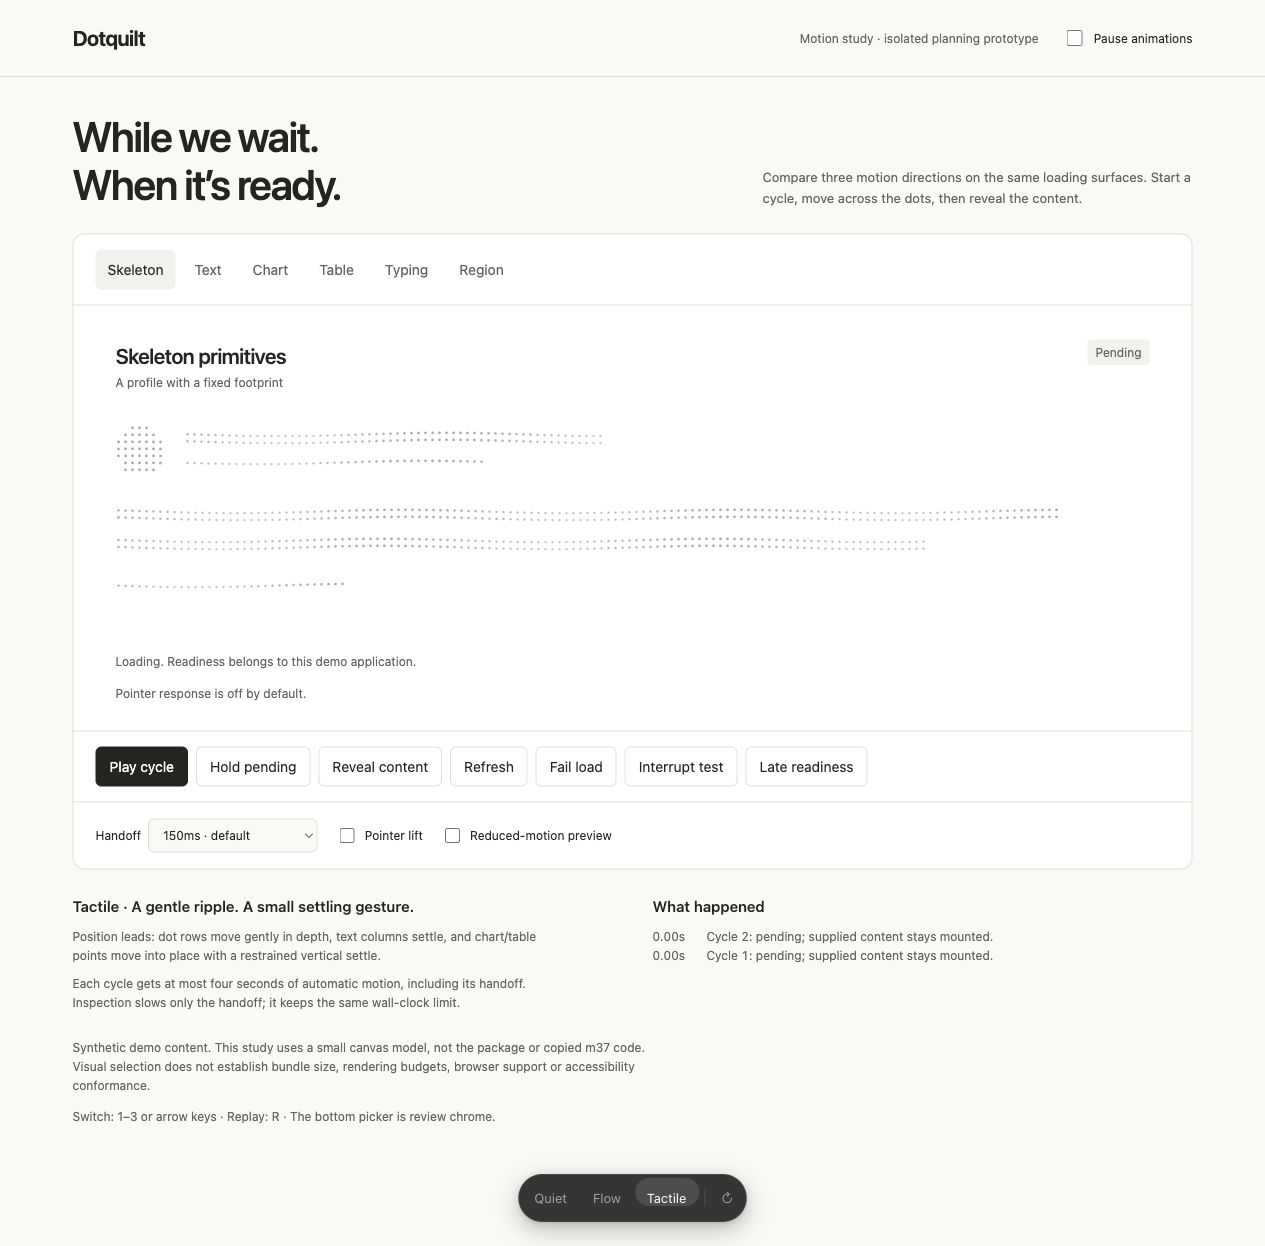 Dotquilt
Motion study · isolated planning prototype
Pause animations
While we wait.
When it’s ready.
Compare three motion directions on the same loading surfaces. Start a
cycle, move across the dots, then reveal the content.
Skeleton
Text
Chart
Table
Typing
Region
Skeleton primitives
A profile with a fixed footprint
Pending
Loading. Readiness belongs to this demo application.
Pointer response is off by default.
Play cycle
Hold pending
Reveal content
Refresh
Fail load
Interrupt test
Late readiness
Handoff
150ms · default
Pointer lift
Reduced-motion preview
Tactile · A gentle ripple. A small settling gesture.
Position leads: dot rows move gently in depth, text columns settle, and chart/table
points move into place with a restrained vertical settle.
Each cycle gets at most four seconds of automatic motion, including its handoff.
Inspection slows only the handoff; it keeps the same wall-clock limit.
What happened
0.00s Cycle 2: pending; supplied content stays mounted.
0.00s Cycle 1: pending; supplied content stays mounted.
Synthetic demo content. This study uses a small canvas model, not the package or copied m37 code.
Visual selection does not establish bundle size, rendering budgets, browser support or accessibility
conformance.
Switch: 1–3 or arrow keys · Replay: R · The bottom picker is review chrome.
Quiet
Flow
Tactile